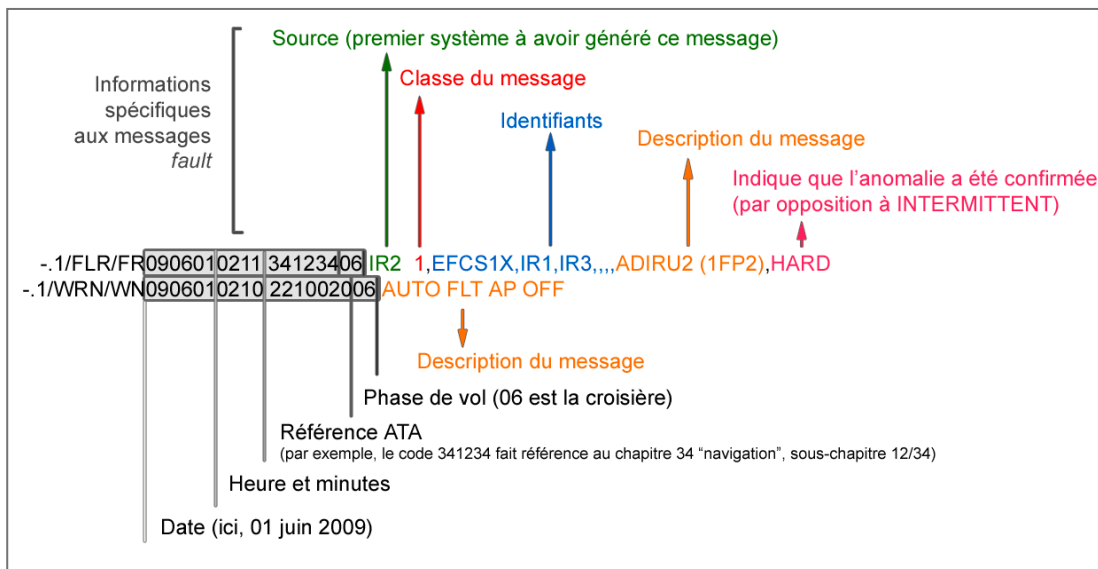 Source (premier système à avoir généré ce message)
Informations
spécifiques
aux messages
fault
Classe du message
Identifiants
Description du message
Indique que l'anomalie a été confirmée
(par opposition à INTERMITTENT)
-.1/FLR/FR0906010211 34123406 IR2 1,EFCS1X,IR1,IR3,,,,ADIRU2 (1FP2),HARD
-.1/WRN/WN0906010210 221002006 AUTO FLT AP OFF
Description du message
Phase de vol (06 est la croisière)
Référence ATA
(par exemple, le code 341234 fait référence au chapitre 34 “navigation”, sous-chapitre 12/34)
Heure et minutes
Date (ici, 01 juin 2009)